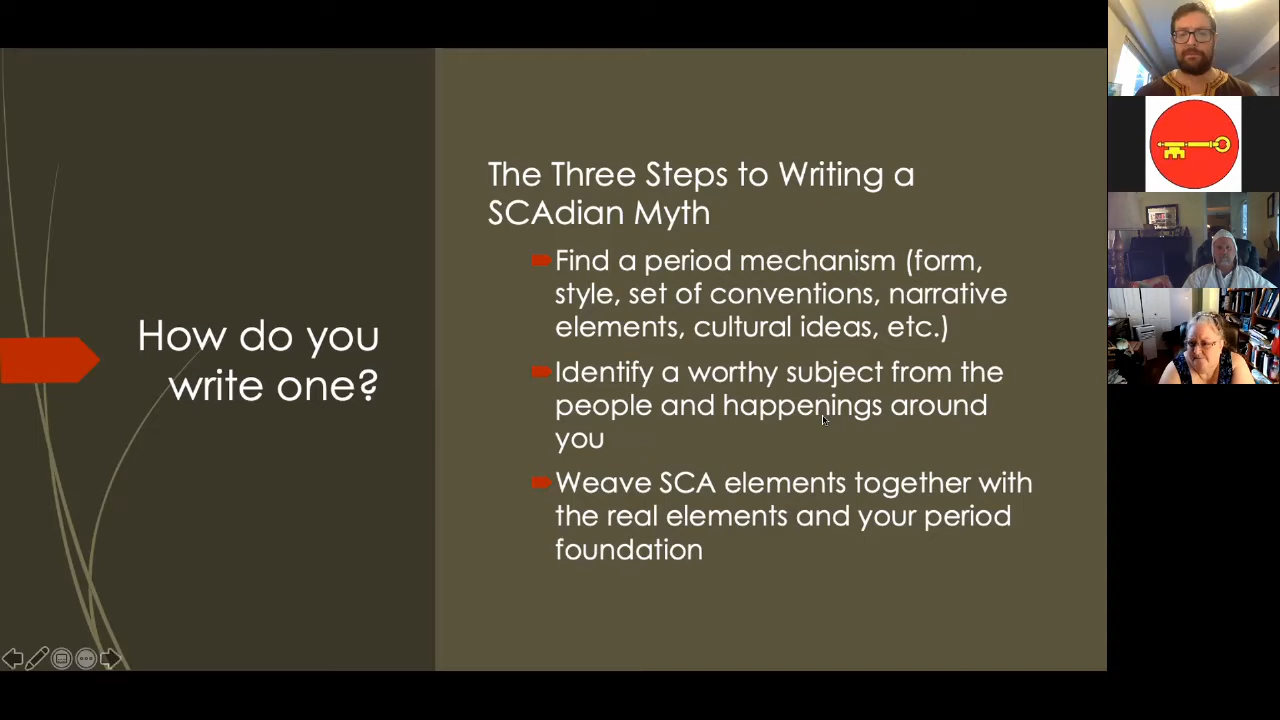 How do you
write one?
The Three Steps to Writing a
SCAdian Myth
Find a period mechanism (form,
style, set of conventions, narrative
elements, cultural ideas, etc.)
Identify a worthy subject from the
people and happenings around
you
Weave SCA elements together with
the real elements and your period
foundation